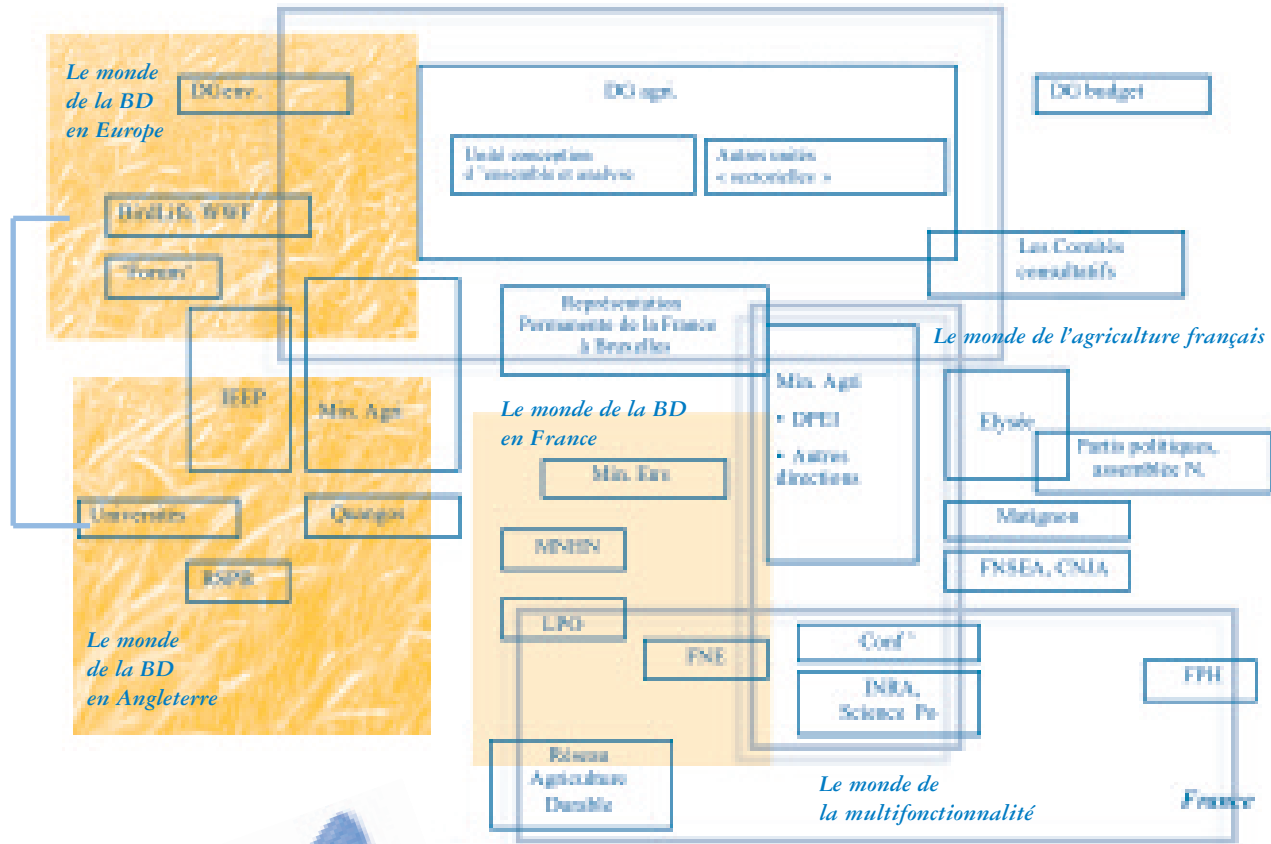 Le monde
de la BD
en Europe
DG env.
DG agri.
DG budget
Unité conception
d'ensemble et analyse
Autres unités
« sectorielles »
BirdLife, WWF
"Forum"
Les Comités
consultatifs
Représentation
Permanente de la France
à Bruxelles
Le monde de l'agriculture français
IEEP
Min. Agri
Le monde de la BD
en France
Min. Agri
• DPEI
• Autres
directions
Elysée
Partis politiques,
assemblée N.
Min. Env.
Universités
Quangos
Matignon
MNHN
FNSEA, CNJA
RSPB
LPO
FNE
Conf
INRA,
Science Po
FPH
Le monde
de la BD
en Angleterre
Réseau
Agriculture
Durable
Le monde de
la multifonctionnalité
France